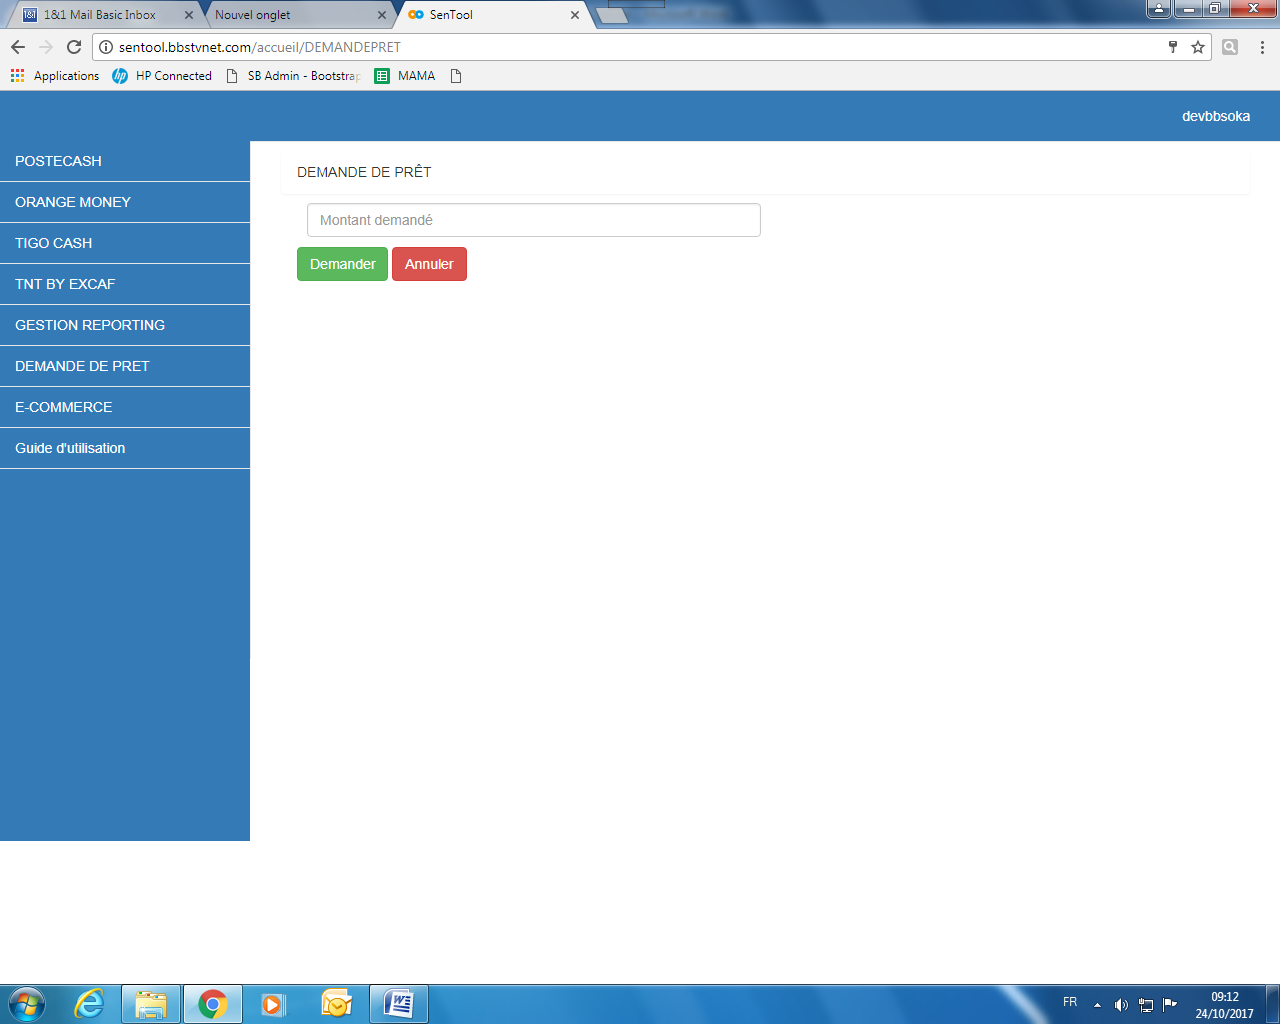 1&1 Mail Basic Inbox
Nouvel onglet
SenTool
sentool.bbstvnet.com/accueil/DEMANDEPRET
Applications
HP Connected
SB Admin - Bootstrap
MAMA
devbbsoka
POSTECASH
ORANGE MONEY
TIGO CASH
TNT BY EXCAF
GESTION REPORTING
DEMANDE DE PRET
E-COMMERCE
Guide d'utilisation
DEMANDE DE PRÊT
Montant demandé
Demander
Annuler
FR
09:12
24/10/2017